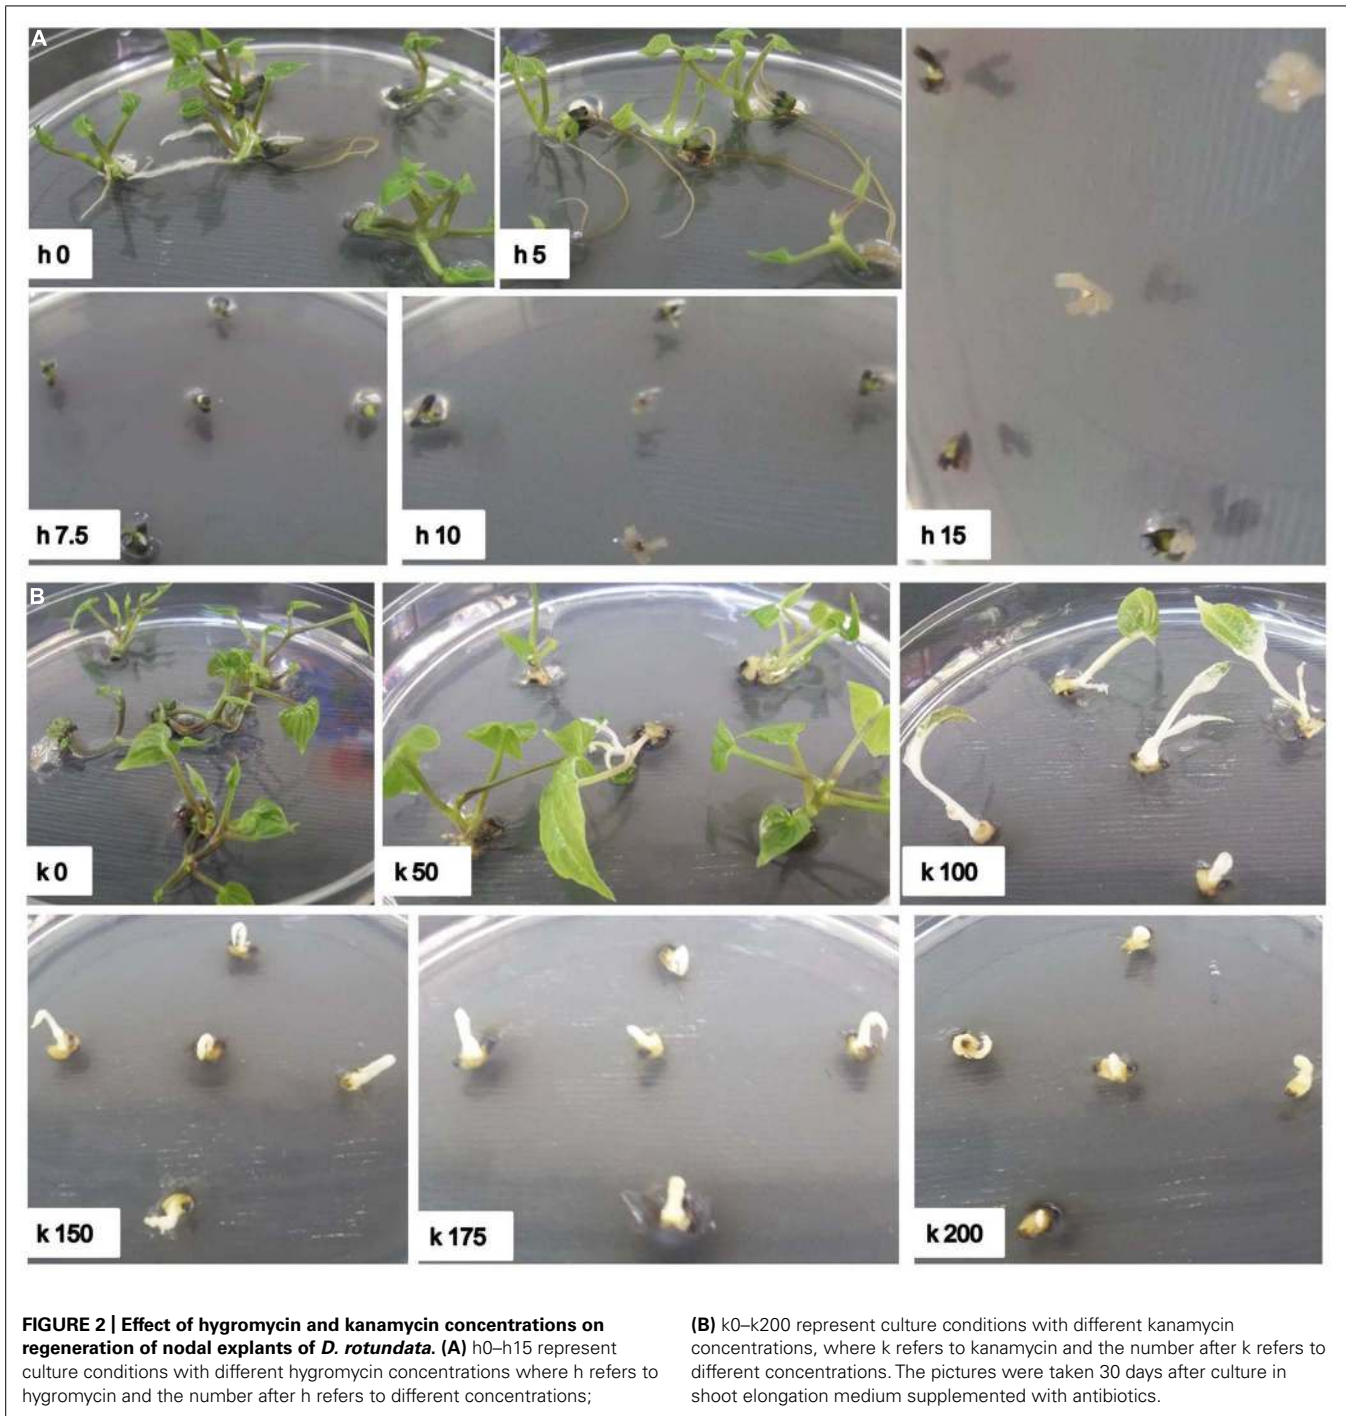 A
h 0
h 5
h 7.5
h 10
h 15
B
k 0
k 50
k 100
k 150
k 175
k 200
FIGURE 2 | Effect of hygromycin and kanamycin concentrations on
regeneration of nodal explants of D. rotundata. (A) h0–h15 represent
culture conditions with different hygromycin concentrations where h refers to
hygromycin and the number after h refers to different concentrations;
(B) k0–k200 represent culture conditions with different kanamycin
concentrations, where k refers to kanamycin and the number after k refers to
different concentrations. The pictures were taken 30 days after culture in
shoot elongation medium supplemented with antibiotics.